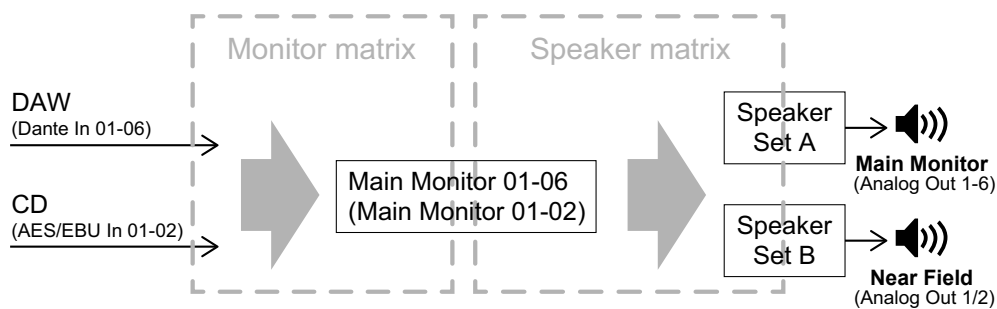 Monitor matrix
Speaker matrix
DAW
(Dante In 01-06)
CD
(AES/EBU In 01-02)
Main Monitor 01-06
(Main Monitor 01-02)
Speaker
Set A
Main Monitor
(Analog Out 1-6)
Speaker
Set B
Near Field
(Analog Out 1/2)